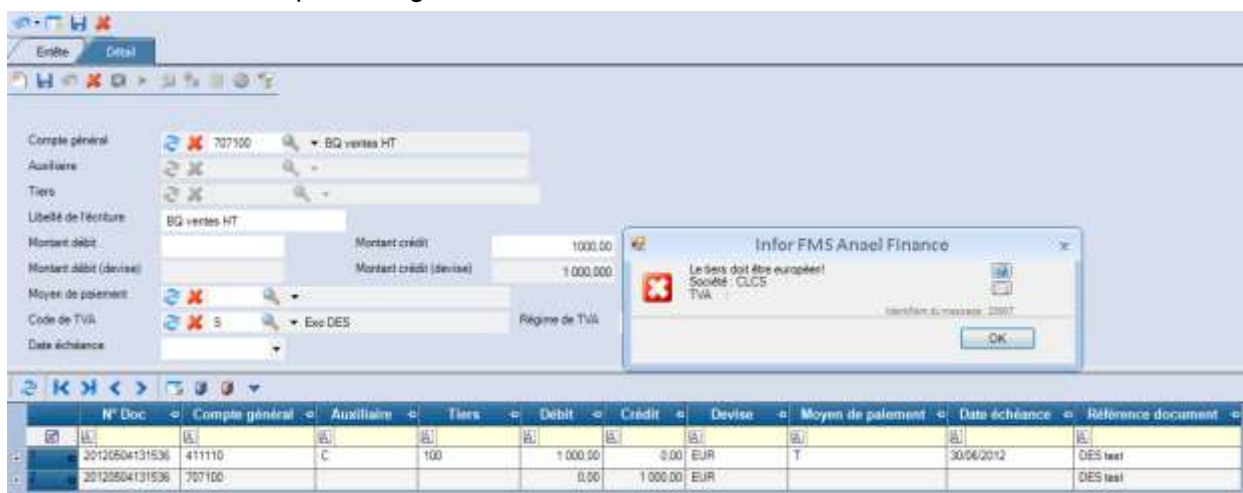 Entête Détail
Compte général 707100 BQ ventes HT
Auxiliaire
Tiers
Libellé de l'écriture BQ ventes HT
Montant débit Montant crédit 1000,00
Montant débit (devise) Montant crédit (devise) 1 000,000
Moyen de paiement
Code de TVA S Exo DES Régime de TVA
Date échéance
Infor FMS Anael Finance
Le tiers doit être européen!
Société : CLCS
TVA :
Identifiant du message
OK
N° Doc Compte général Auxiliaire Tiers Débit Crédit Devise Moyen de paiement Date échéance Référence document
20120504131536 411110 C 100 1 000,00 0,00 EUR T 30/06/2012 DES test
20120504131536 707100 0,00 1 000,00 EUR DES test